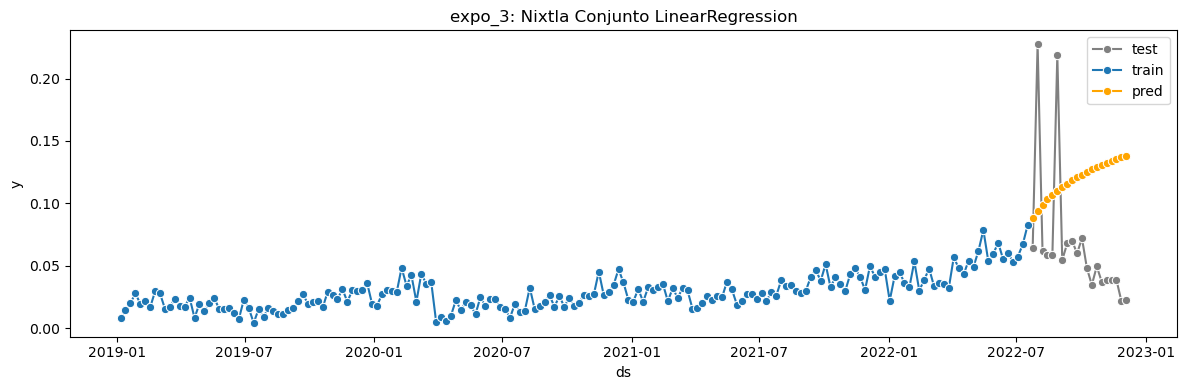 expo_3: Nixtla Conjunto LinearRegression
test
train
pred
0.20
0.15
0.10
0.05
0.00
y
2019-01 2019-07 2020-01 2020-07 2021-01 2021-07 2022-01 2022-07 2023-01
ds